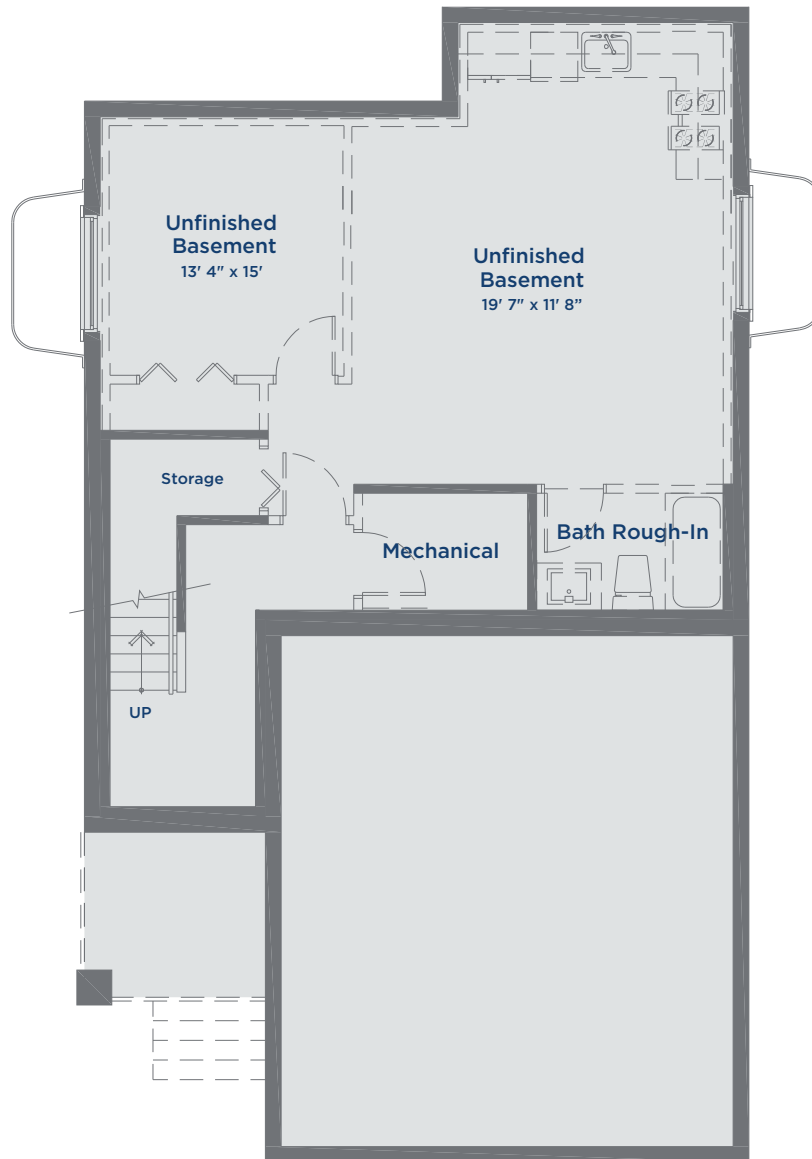 Unfinished
Basement
13' 4" x 15'
Unfinished
Basement
19' 7" x 11' 8”
Storage
Mechanical
Bath Rough-In
UP